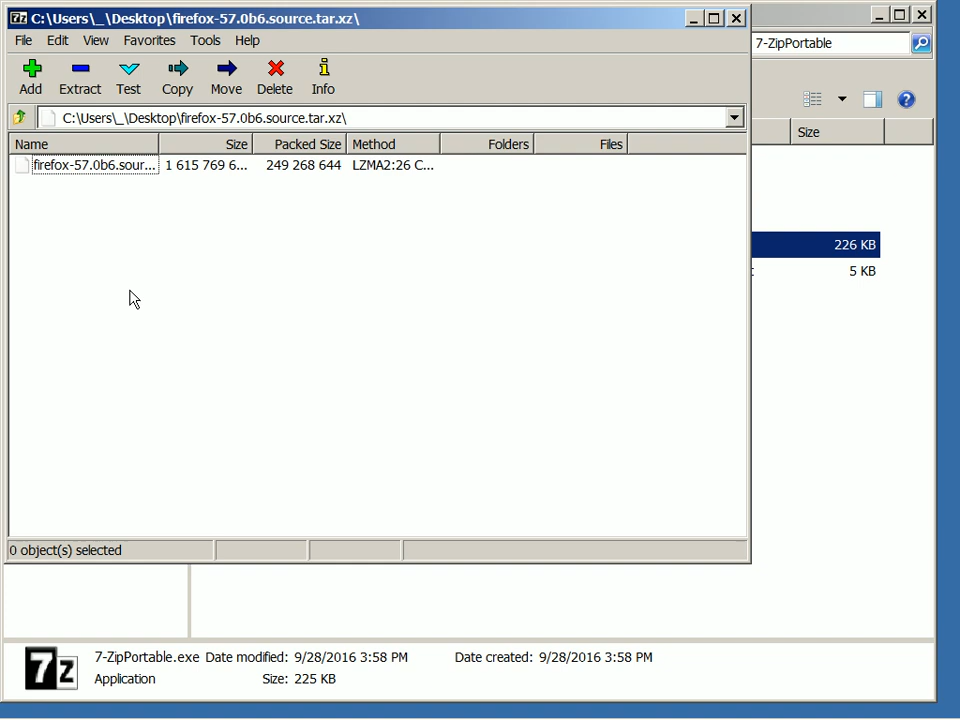 C:\Users\_\Desktop\firefox-57.0b6.source.tar.xz\
File Edit View Favorites Tools Help
7-ZipPortable
Add Extract Test Copy Move Delete Info
C:\Users\_\Desktop\firefox-57.0b6.source.tar.xz\
Name Size Packed Size Method Folders Files
Size
firefox-57.0b6.sour... 1 615 769 6... 249 268 644 LZMA2:26 C...
226 KB
5 KB
0 object(s) selected
7-ZipPortable.exe Date modified: 9/28/2016 3:58 PM Date created: 9/28/2016 3:58 PM
Application Size: 225 KB